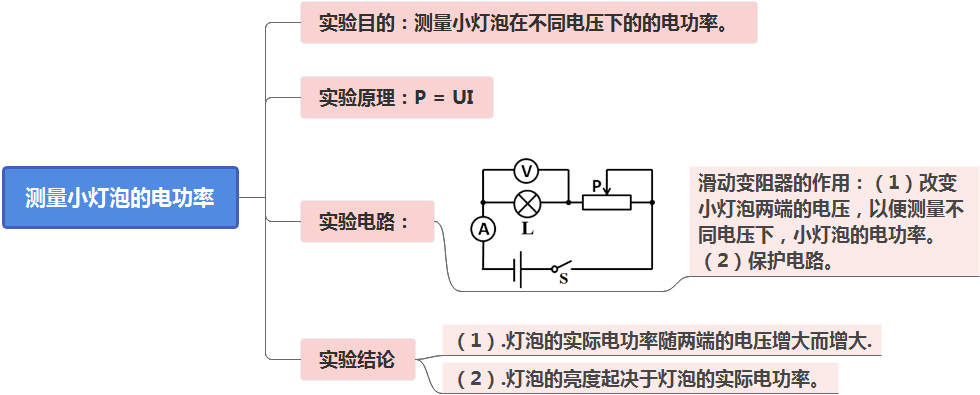 实验目的：测量小灯泡在不同电压下的的电功率。
实验原理：P = UI
测量小灯泡的电功率
实验电路：
V
P
L
A
S
滑动变阻器的作用：（1）改变
小灯泡两端的电压，以便测量不
同电压下，小灯泡的电功率。
（2）保护电路。
实验结论
（1）.灯泡的实际电功率随两端的电压增大而增大.
（2）.灯泡的亮度起决于灯泡的实际电功率。